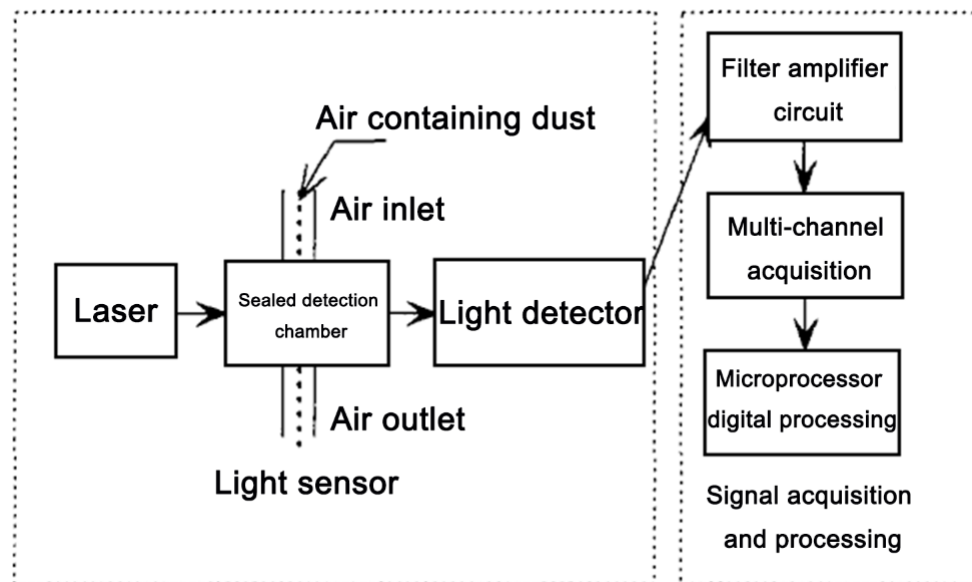 Air containing dust
Air inlet
Laser
Sealed detection
chamber
Light detector
Air outlet
Light sensor
Filter amplifier
circuit
Multi-channel
acquisition
Microprocessor
digital processing
Signal acquisition
and processing